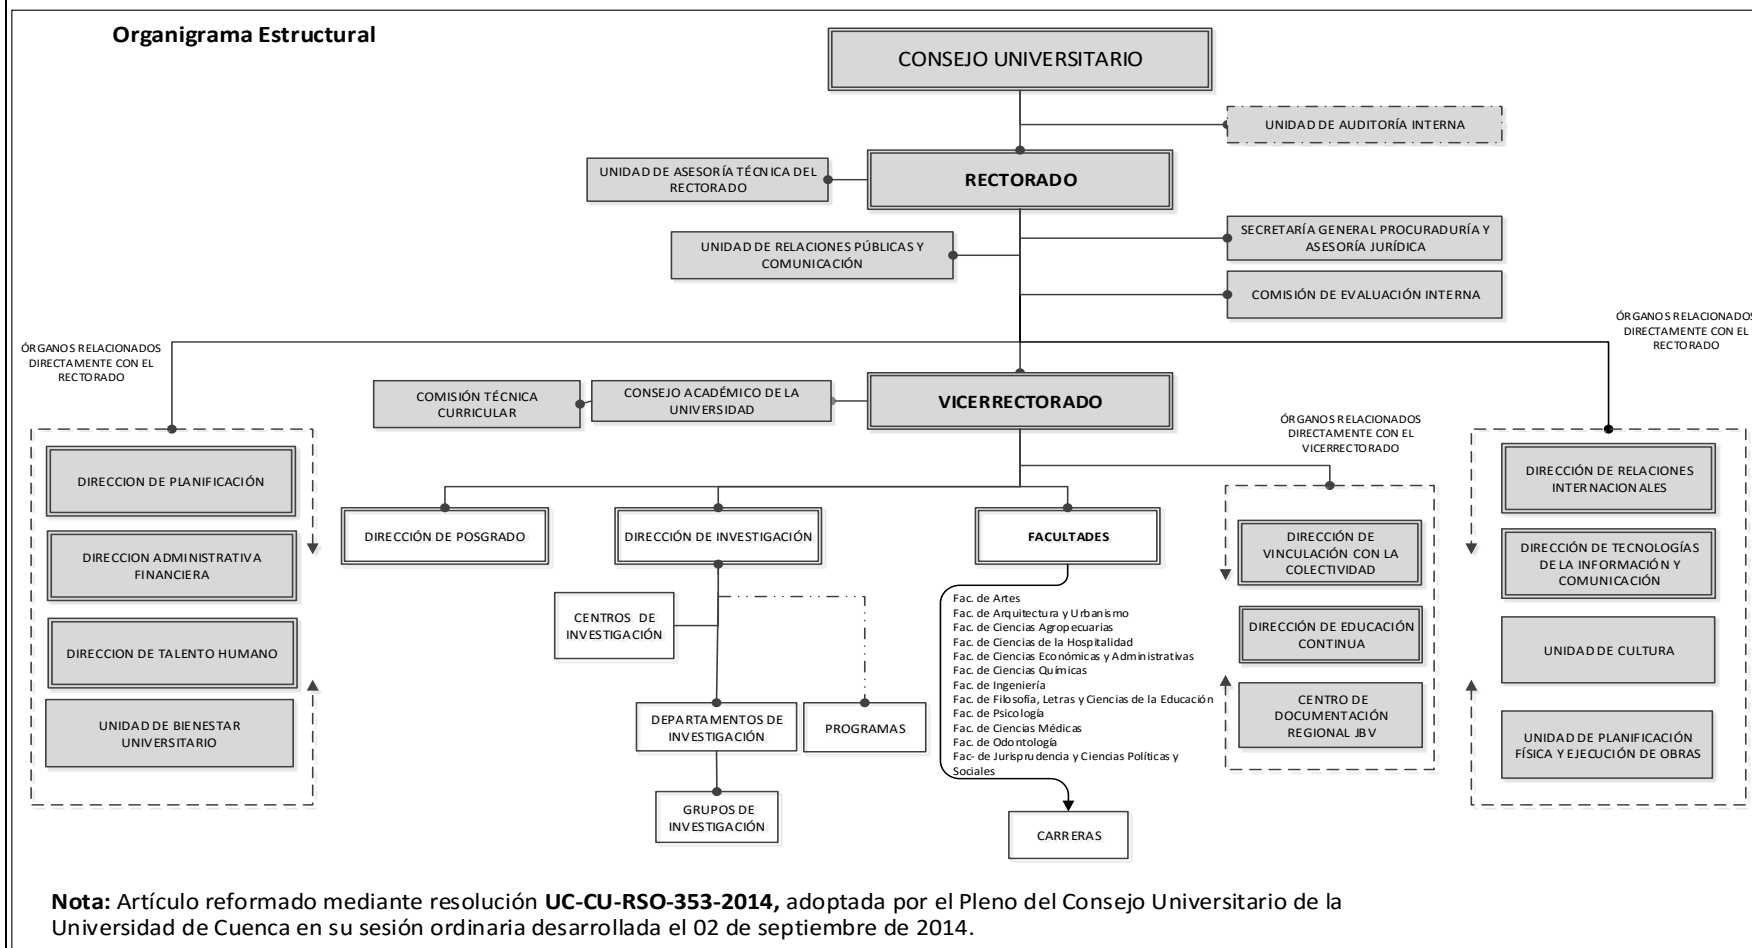 Organigrama Estructural
CONSEJO UNIVERSITARIO
UNIDAD DE AUDITORÍA INTERNA
UNIDAD DE ASESORÍA TÉCNICA DEL
RECTORADO
RECTORADO
UNIDAD DE RELACIONES PÚBLICAS Y
COMUNICACIÓN
SECRETARÍA GENERAL PROCURADURÍA Y
ASESORÍA JURÍDICA
COMISIÓN DE EVALUACIÓN INTERNA
ÓRGANOS RELACIONADOS
DIRECTAMENTE CON EL
RECTORADO
ÓRGANOS RELACIONADOS
DIRECTAMENTE CON EL
RECTORADO
COMISIÓN TÉCNICA
CURRICULAR
CONSEJO ACADÉMICO DE LA
UNIVERSIDAD
VICERRECTORADO
ÓRGANOS RELACIONADOS
DIRECTAMENTE CON EL
VICERRECTORADO
DIRECCION DE PLANIFICACIÓN
DIRECCION ADMINISTRATIVA
FINANCIERA
DIRECCION DE TALENTO HUMANO
UNIDAD DE BIENESTAR
UNIVERSITARIO
DIRECCIÓN DE POSGRADO
DIRECCIÓN DE INVESTIGACIÓN
CENTROS DE
INVESTIGACIÓN
DEPARTAMENTOS DE
INVESTIGACIÓN
PROGRAMAS
GRUPOS DE
INVESTIGACIÓN
FACULTADES
Fac. de Artes
Fac. de Arquitectura y Urbanismo
Fac. de Ciencias Agropecuarias
Fac. de Ciencias de la Hospitalidad
Fac. de Ciencias Económicas y Administrativas
Fac. de Ciencias Químicas
Fac. de Ingeniería
Fac. de Filosofía, Letras y Ciencias de la Educación
Fac. de Psicología
Fac. de Ciencias Médicas
Fac. de Odontología
Fac- de Jurisprudencia y Ciencias Políticas y
Sociales
CARRERAS
DIRECCIÓN DE
VINCULACIÓN CON LA
COLECTIVIDAD
DIRECCIÓN DE EDUCACIÓN
CONTINUA
CENTRO DE
DOCUMENTACIÓN
REGIONAL JBV
DIRECCIÓN DE RELACIONES
INTERNACIONALES
DIRECCIÓN DE TECNOLOGÍAS
DE LA INFORMACIÓN Y
COMUNICACIÓN
UNIDAD DE CULTURA
UNIDAD DE PLANIFICACIÓN
FÍSICA Y EJECUCIÓN DE OBRAS
Nota: Artículo reformado mediante resolución UC-CU-RSO-353-2014, adoptada por el Pleno del Consejo Universitario de la
Universidad de Cuenca en su sesión ordinaria desarrollada el 02 de septiembre de 2014.